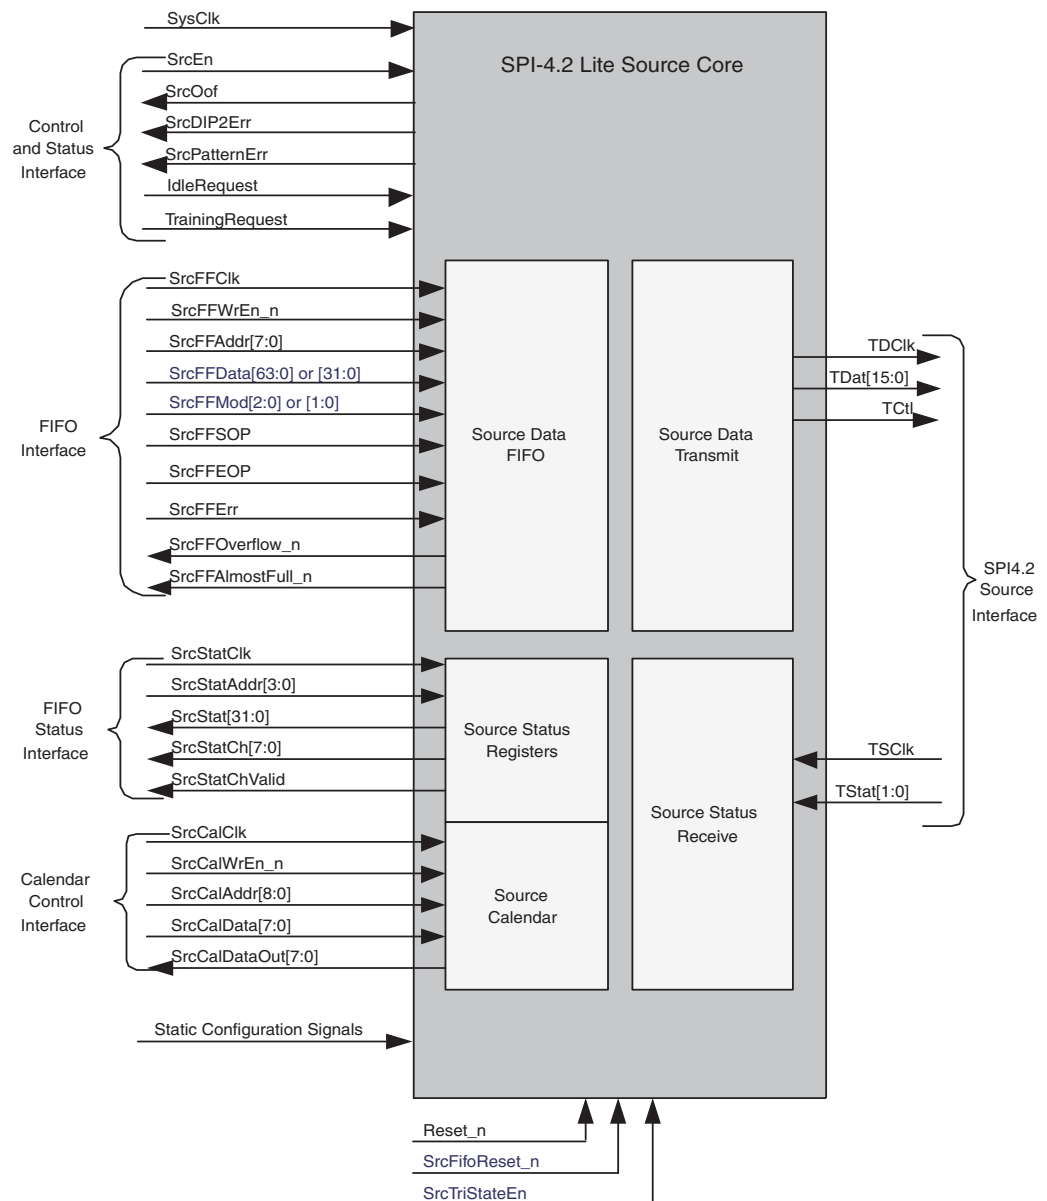 SysClk
SPI-4.2 Lite Source Core
SrcEn
SrcOof
SrcDIP2Err
SrcPatternErr
IdleRequest
TrainingRequest
Control
and Status
Interface
SrcFFClk
SrcFFWrEn_n
SrcFFAddr[7:0]
SrcFFData[63:0] or [31:0]
SrcFFMod[2:0] or [1:0]
SrcFFSOP
SrcFFEOP
SrcFFErr
SrcFFOverflow_n
SrcFFAlmostFull_n
FIFO
Interface
Source Data
FIFO
Source Data
Transmit
TDClk
TDat[15:0]
TCtl
SPI4.2
Source
Interface
SrcStatClk
SrcStatAddr[3:0]
SrcStat[31:0]
SrcStatCh[7:0]
SrcStatChValid
FIFO
Status
Interface
Source Status
Registers
TSClk
TStat[1:0]
Source Status
Receive
SrcCalClk
SrcCalWrEn_n
SrcCalAddr[8:0]
SrcCalData[7:0]
SrcCalDataOut[7:0]
Calendar
Control
Interface
Source
Calendar
Static Configuration Signals
Reset_n
SrcFifoReset_n
SrcTriStateEn